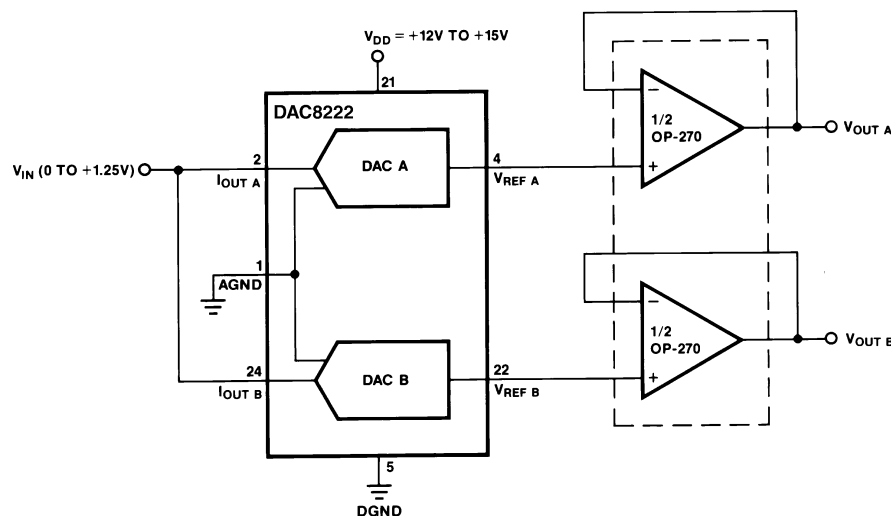 V_DD = +12V TO +15V
21
DAC8222
V_IN (0 TO +1.25V)
2
I_OUT A
DAC A
4
V_REF A
−
1/2
OP-270
+
V_OUT A
1
AGND
24
I_OUT B
DAC B
22
V_REF B
−
1/2
OP-270
+
V_OUT B
5
DGND